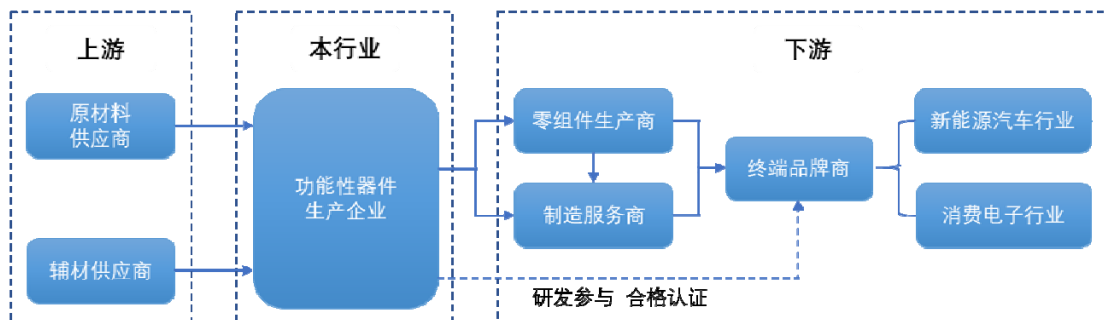 上游
本行业
下游
原材料
供应商
辅材供应商
功能性器件
生产企业
零组件生产商
制造服务商
终端品牌商
新能源汽车行业
消费电子行业
研发参与 合格认证